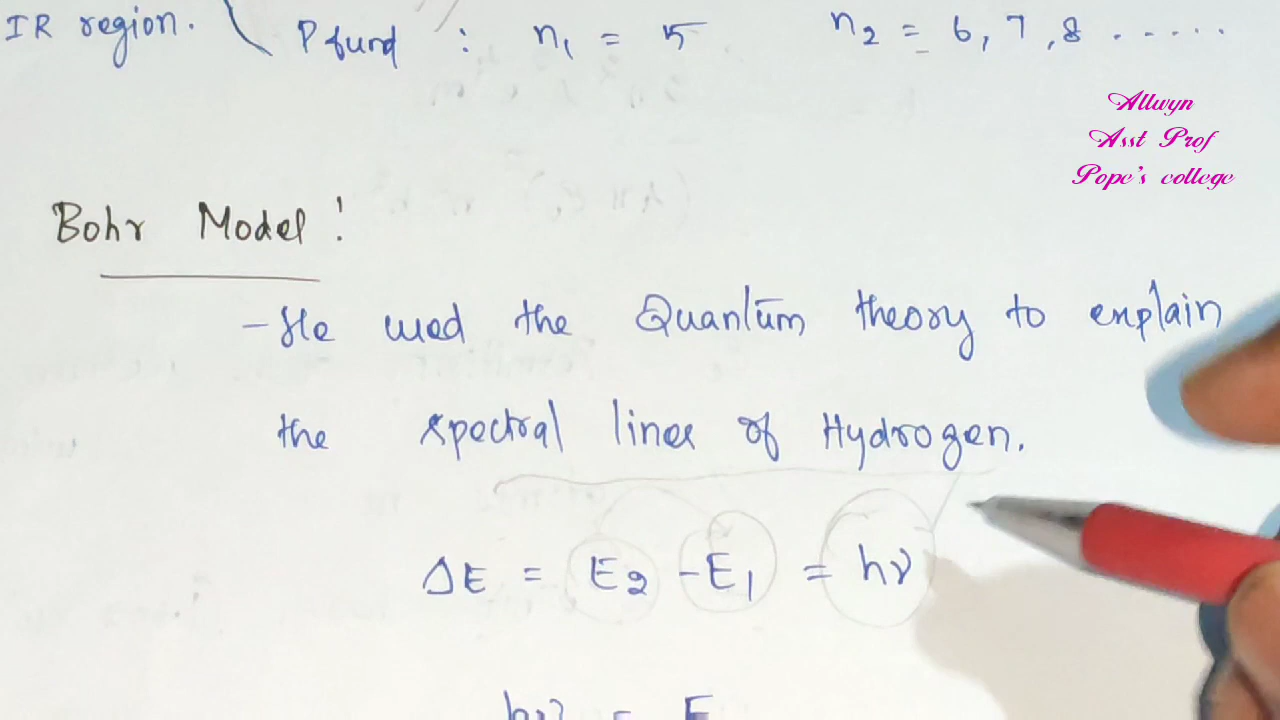 IR region. Pfund : n₁ = 5 n₂ = 6, 7, 8 .....
Allwyn
Asst Prof
Pope's college
Bohr Model :
- He used the Quantum theory to explain
the spectral lines of Hydrogen.
ΔE = E₂ - E₁ = hν
hν = E